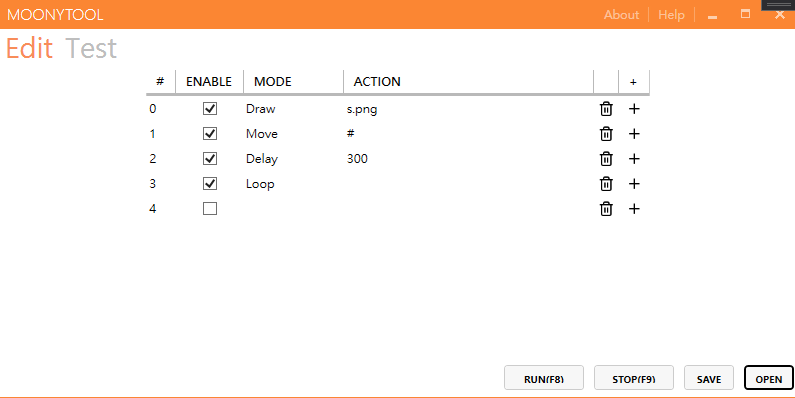 MOONYTOOL About Help
Edit Test
# ENABLE MODE ACTION +
0 Draw s.png
1 Move #
2 Delay 300
3 Loop
4
RUN(F8) STOP(F9) SAVE OPEN